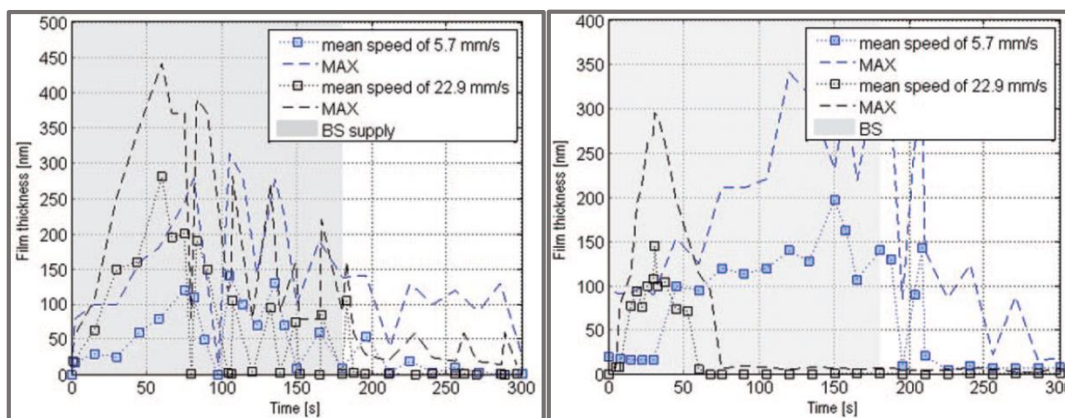 500
450
400
350
300
250
200
150
100
50
0
Film thickness [nm]
mean speed of 5.7 mm/s
MAX
mean speed of 22.9 mm/s
MAX
BS supply
0 50 100 150 200 250 300
Time [s]
400
350
300
250
200
150
100
50
0
Film thickness [nm]
mean speed of 5.7 mm/s
MAX
mean speed of 22.9 mm/s
MAX
BS
0 50 100 150 200 250 300
Time [s]